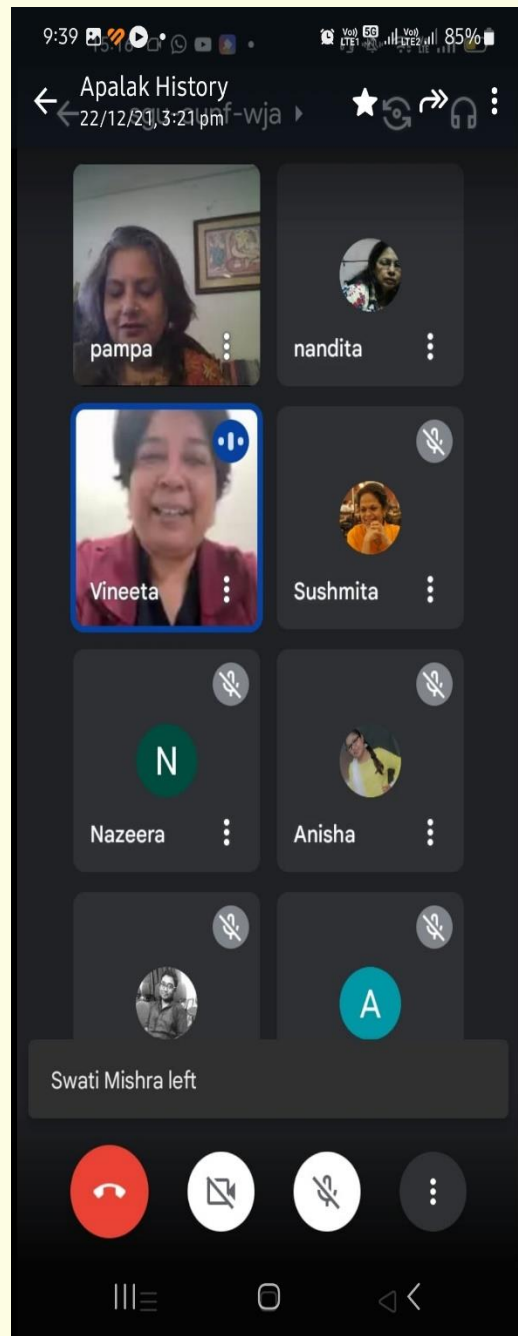 9:39 85%
Apalak History
22/12/21, 3:21 pm
pampa nandita
Vineeta Sushmita
N
Nazeera Anisha
A
Swati Mishra left